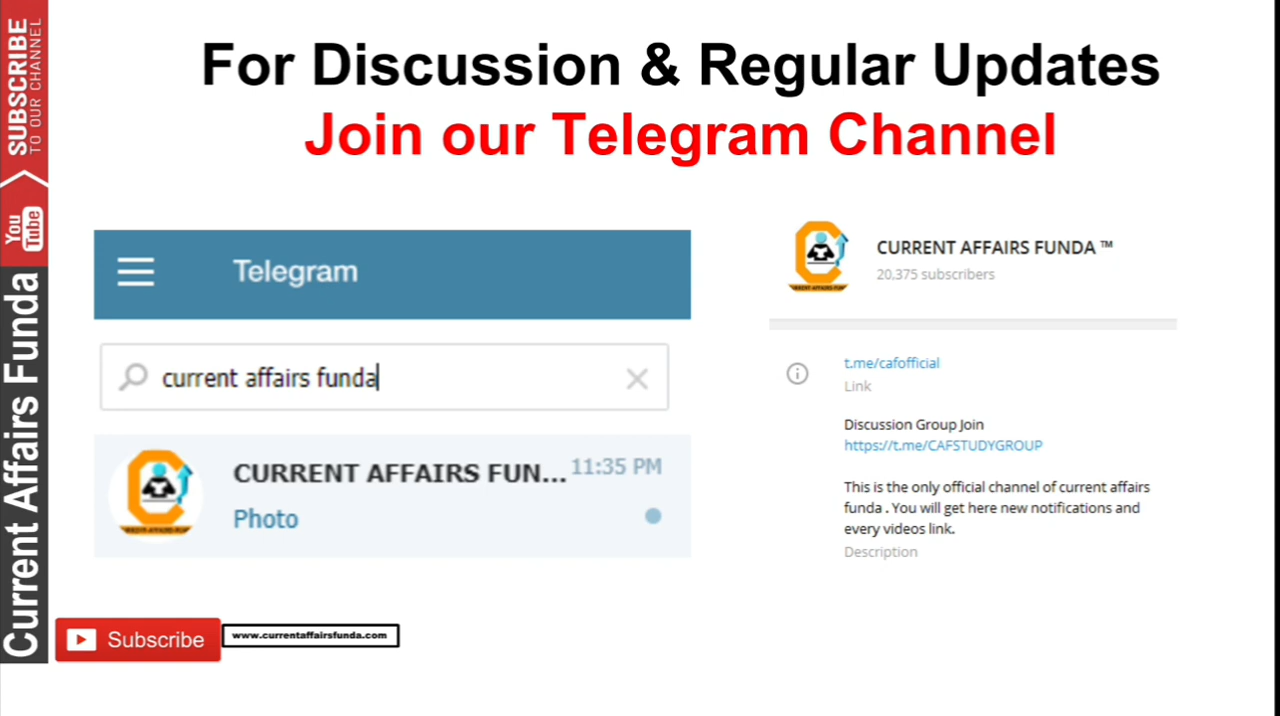 SUBSCRIBE
TO OUR CHANNEL
You
Tube
Current Affairs Funda
For Discussion & Regular Updates
Join our Telegram Channel
Telegram
current affairs funda
CURRENT AFFAIRS FUN... 11:35 PM
Photo
CURRENT AFFAIRS FUNDA ™
20,375 subscribers
t.me/cafofficial
Link
Discussion Group Join
https://t.me/CAFSTUDYGROUP
This is the only official channel of current affairs
funda . You will get here new notifications and
every videos link.
Description
Subscribe
www.currentaffairsfunda.com